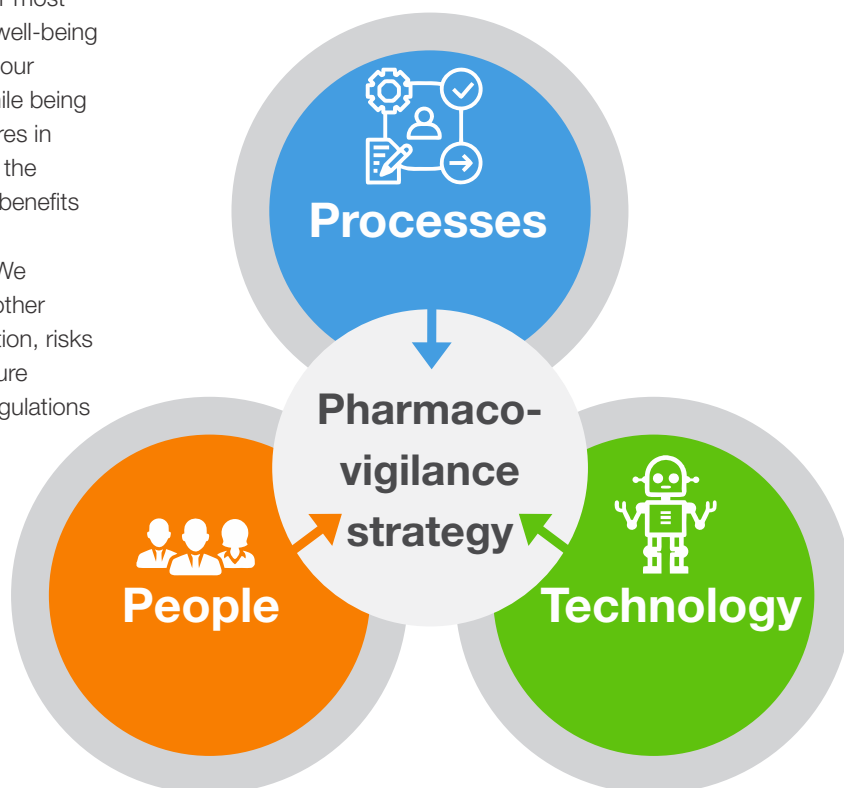 most
well-being
our
being
res in
the
benefits
We
other
tion, risks
ure
gulations
Processes
Pharmaco-
vigilance
strategy
People
Technology